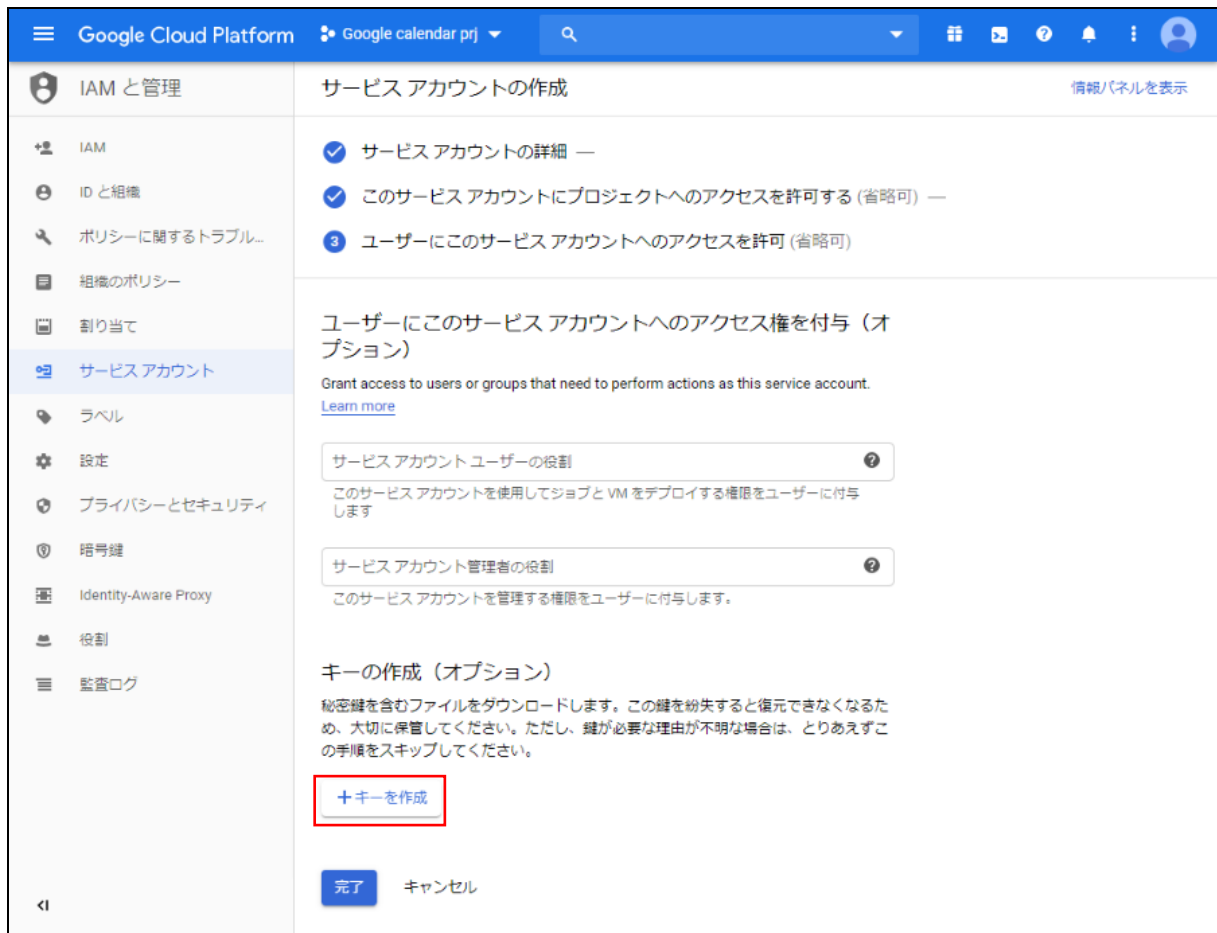 Google Cloud Platform
Google calendar prj
IAM と管理
サービス アカウントの作成
情報パネルを表示
IAM
ID と組織
ポリシーに関するトラブル...
組織のポリシー
割り当て
サービス アカウント
ラベル
設定
プライバシーとセキュリティ
暗号鍵
Identity-Aware Proxy
役割
監査ログ
サービス アカウントの詳細 —
このサービス アカウントにプロジェクトへのアクセスを許可する (省略可) —
3 ユーザーにこのサービス アカウントへのアクセスを許可 (省略可)
ユーザーにこのサービス アカウントへのアクセス権を付与（オ
プション）
Grant access to users or groups that need to perform actions as this service account.
Learn more
サービス アカウント ユーザーの役割
このサービス アカウントを使用してジョブと VM をデプロイする権限をユーザーに付与
します
サービス アカウント管理者の役割
このサービス アカウントを管理する権限をユーザーに付与します。
キーの作成（オプション）
秘密鍵を含むファイルをダウンロードします。この鍵を紛失すると復元できなくなるた
め、大切に保管してください。ただし、鍵が必要な理由が不明な場合は、とりあえずこ
の手順をスキップしてください。
+キーを作成
完了 キャンセル